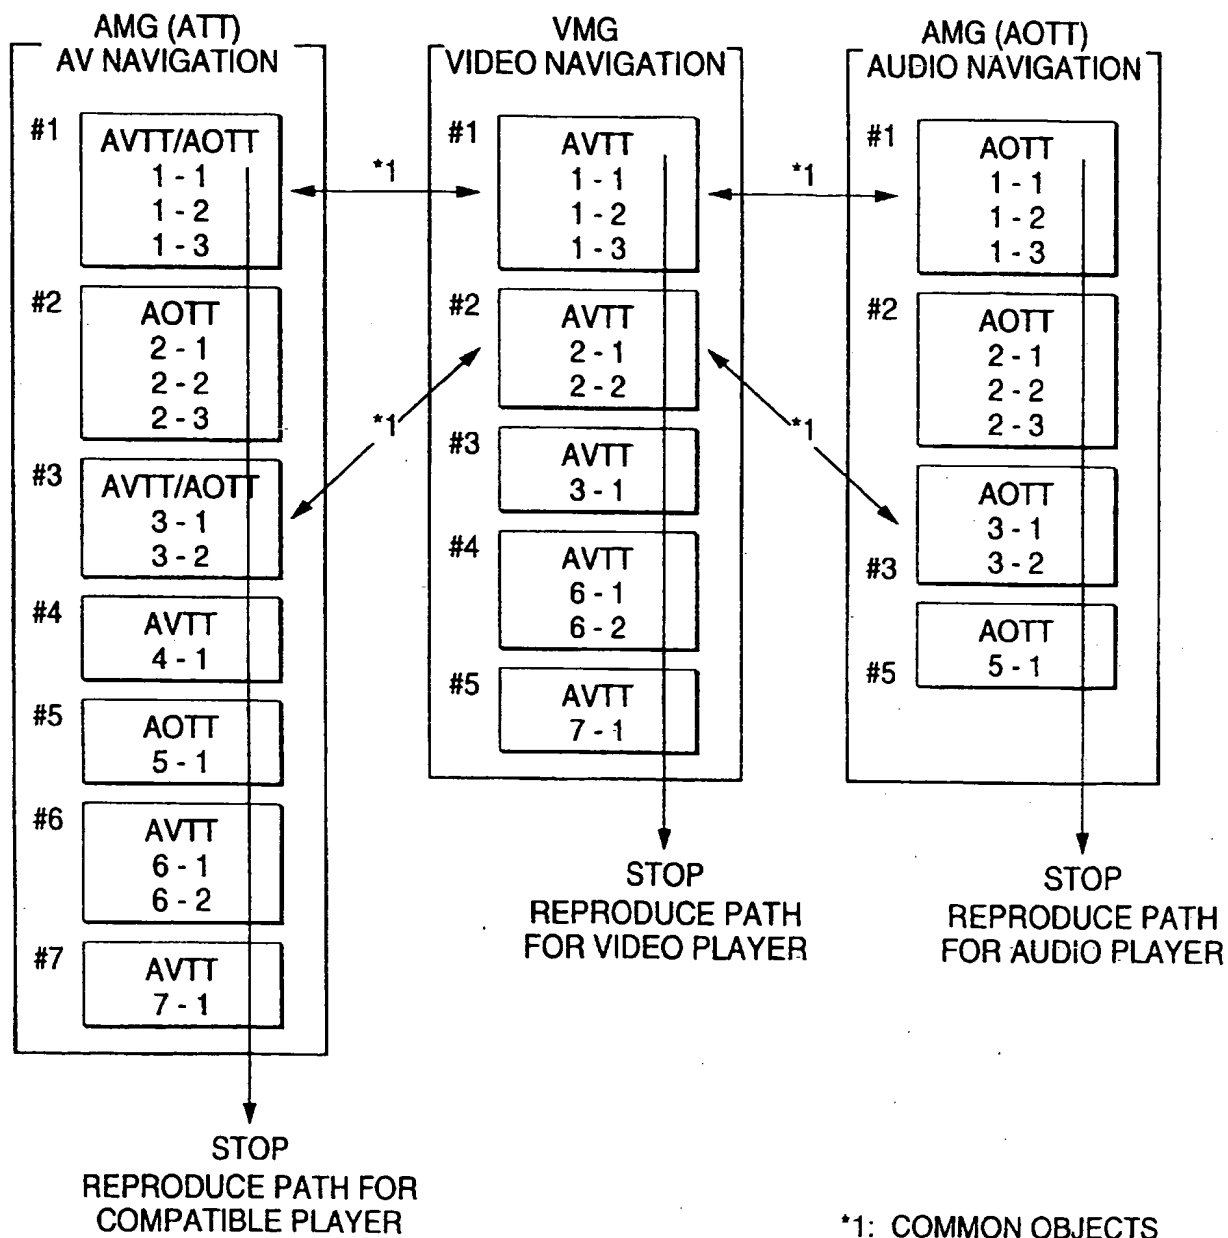 AMG (ATT)
AV NAVIGATION
#1
AVTT/AOTT
1 - 1
1 - 2
1 - 3
#2
AOTT
2 - 1
2 - 2
2 - 3
#3
AVTT/AOTT
3 - 1
3 - 2
#4
AVTT
4 - 1
#5
AOTT
5 - 1
#6
AVTT
6 - 1
6 - 2
#7
AVTT
7 - 1
STOP
REPRODUCE PATH FOR
COMPATIBLE PLAYER
*1
*1
VMG
VIDEO NAVIGATION
#1
AVTT
1 - 1
1 - 2
1 - 3
#2
AVTT
2 - 1
2 - 2
#3
AVTT
3 - 1
#4
AVTT
6 - 1
6 - 2
#5
AVTT
7 - 1
STOP
REPRODUCE PATH
FOR VIDEO PLAYER
*1
*1
AMG (AOTT)
AUDIO NAVIGATION
#1
AOTT
1 - 1
1 - 2
1 - 3
#2
AOTT
2 - 1
2 - 2
2 - 3
AOTT
3 - 1
3 - 2
#3
AOTT
5 - 1
#5
STOP
REPRODUCE PATH
FOR AUDIO PLAYER
*1: COMMON OBJECTS